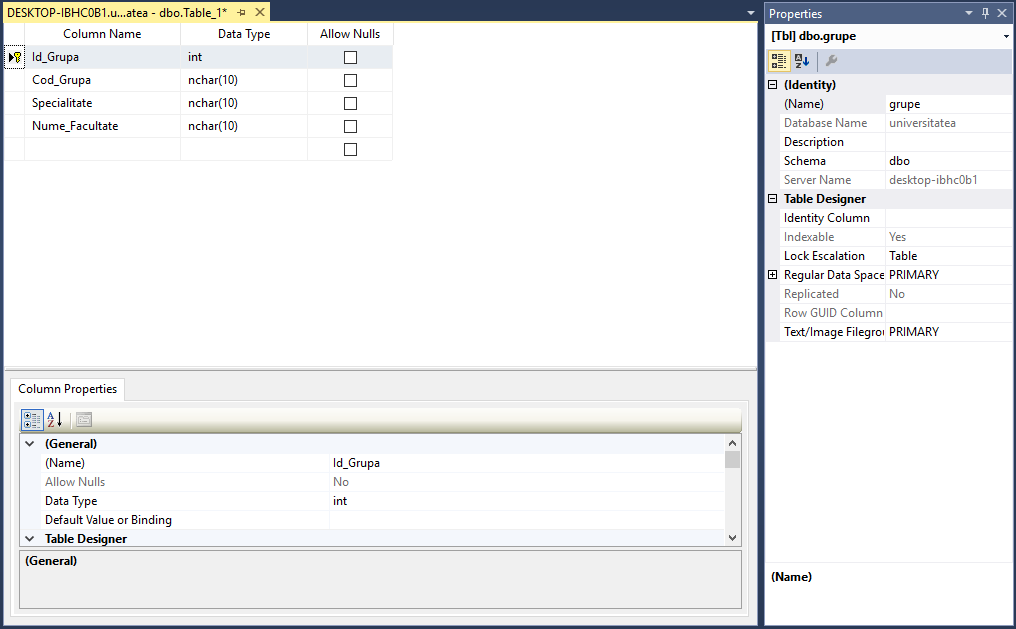 DESKTOP-IBHC0B1.u...atea - dbo.Table_1*
Column Name Data Type Allow Nulls
Id_Grupa int
Cod_Grupa nchar(10)
Specialitate nchar(10)
Nume_Facultate nchar(10)
Column Properties
(General)
(Name) Id_Grupa
Allow Nulls No
Data Type int
Default Value or Binding
Table Designer
(General)
Properties
[Tbl] dbo.grupe
(Identity)
(Name) grupe
Database Name universitatea
Description
Schema dbo
Server Name desktop-ibhc0b1
Table Designer
Identity Column
Indexable Yes
Lock Escalation Table
Regular Data Space PRIMARY
Replicated No
Row GUID Column
Text/Image Filegrou PRIMARY
(Name)